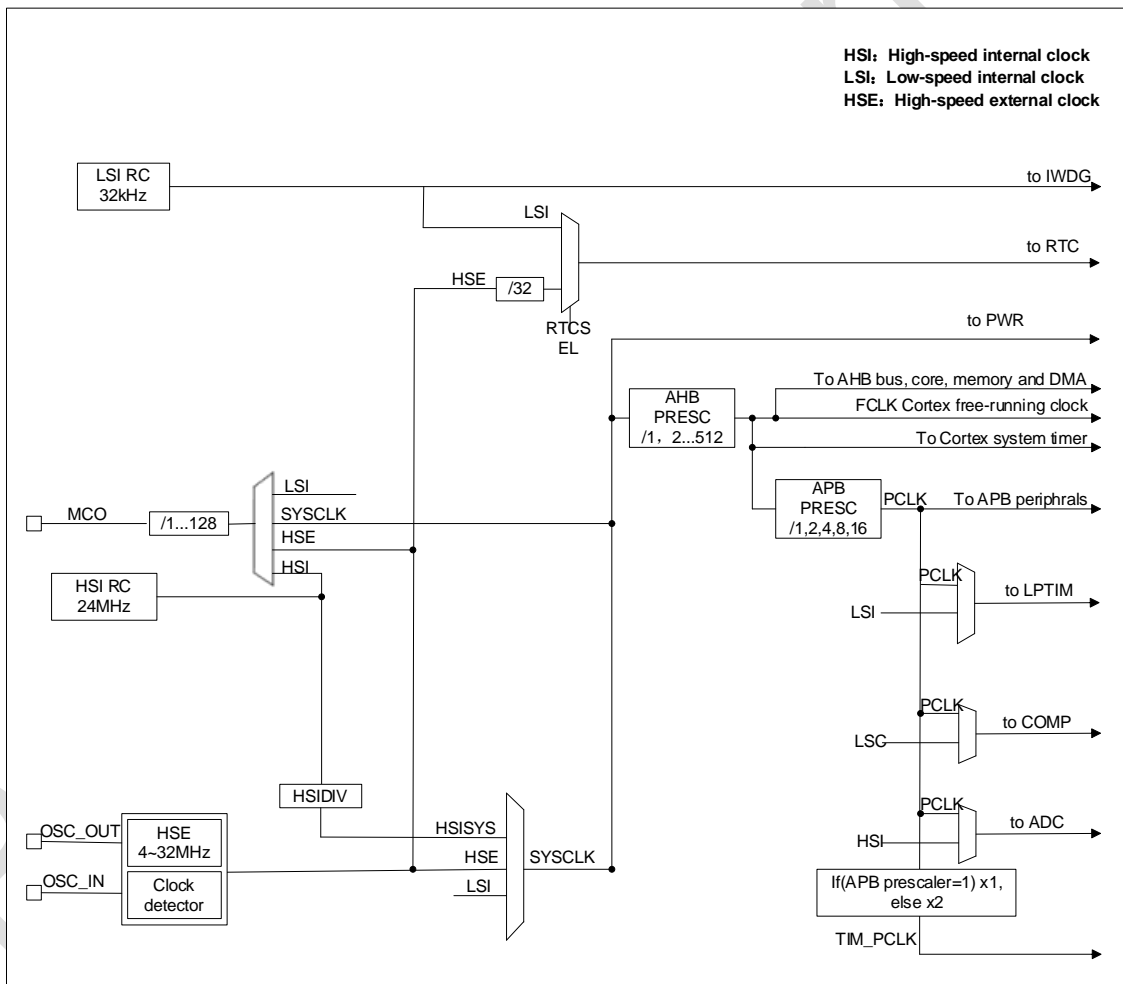 HSI：High-speed internal clock
LSI：Low-speed internal clock
HSE：High-speed external clock
LSI RC
32kHz
to IWDG
LSI
to RTC
HSE
/32
RTCS
EL
to PWR
To AHB bus, core, memory and DMA
AHB
PRESC
/1，2...512
FCLK Cortex free-running clock
To Cortex system timer
LSI
APB
PRESC
/1,2,4,8,16
PCLK
To APB periphrals
MCO
/1...128
SYSCLK
HSE
HSI
HSI RC
24MHz
PCLK
to LPTIM
LSI
PCLK
to COMP
LSC
HSIDIV
PCLK
to ADC
HSI
OSC_OUT
HSE
4~32MHz
HSISYS
HSE
SYSCLK
LSI
OSC_IN
Clock
detector
If(APB prescaler=1) x1,
else x2
TIM_PCLK